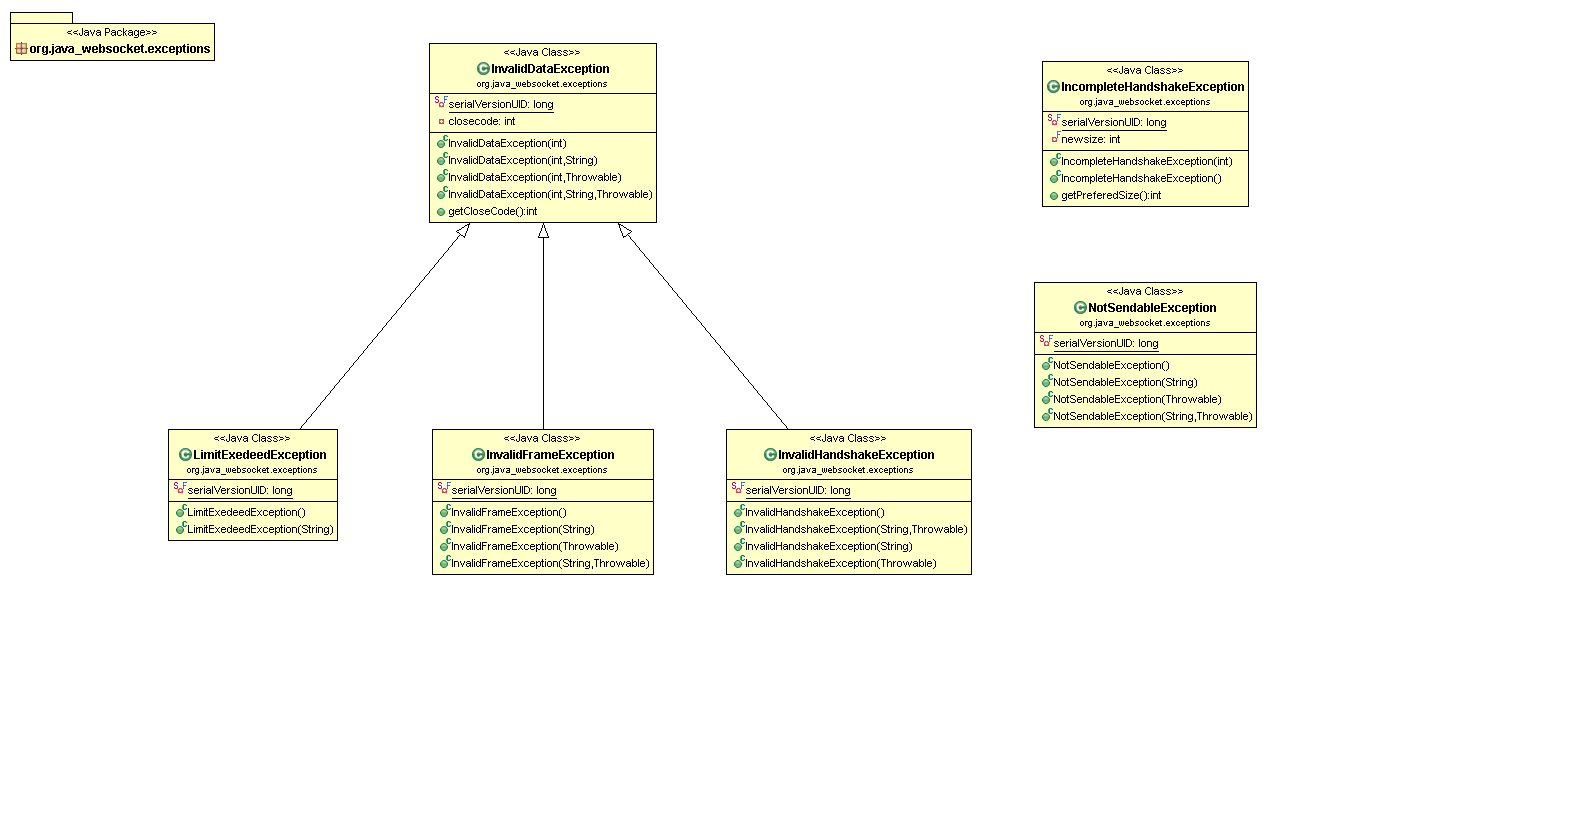 <<Java Package>>
org.java_websocket.exceptions
<<Java Class>>
InvalidDataException
org.java_websocket.exceptions
serialVersionUID: long
closecode: int
InvalidDataException(int)
InvalidDataException(int,String)
InvalidDataException(int,Throwable)
InvalidDataException(int,String,Throwable)
getCloseCode():int
<<Java Class>>
IncompleteHandshakeException
org.java_websocket.exceptions
serialVersionUID: long
newsize: int
IncompleteHandshakeException(int)
IncompleteHandshakeException()
getPreferedSize():int
<<Java Class>>
NotSendableException
org.java_websocket.exceptions
serialVersionUID: long
NotSendableException()
NotSendableException(String)
NotSendableException(Throwable)
NotSendableException(String,Throwable)
<<Java Class>>
LimitExedeedException
org.java_websocket.exceptions
serialVersionUID: long
LimitExedeedException()
LimitExedeedException(String)
<<Java Class>>
InvalidFrameException
org.java_websocket.exceptions
serialVersionUID: long
InvalidFrameException()
InvalidFrameException(String)
InvalidFrameException(Throwable)
InvalidFrameException(String,Throwable)
<<Java Class>>
InvalidHandshakeException
org.java_websocket.exceptions
serialVersionUID: long
InvalidHandshakeException()
InvalidHandshakeException(String,Throwable)
InvalidHandshakeException(String)
InvalidHandshakeException(Throwable)